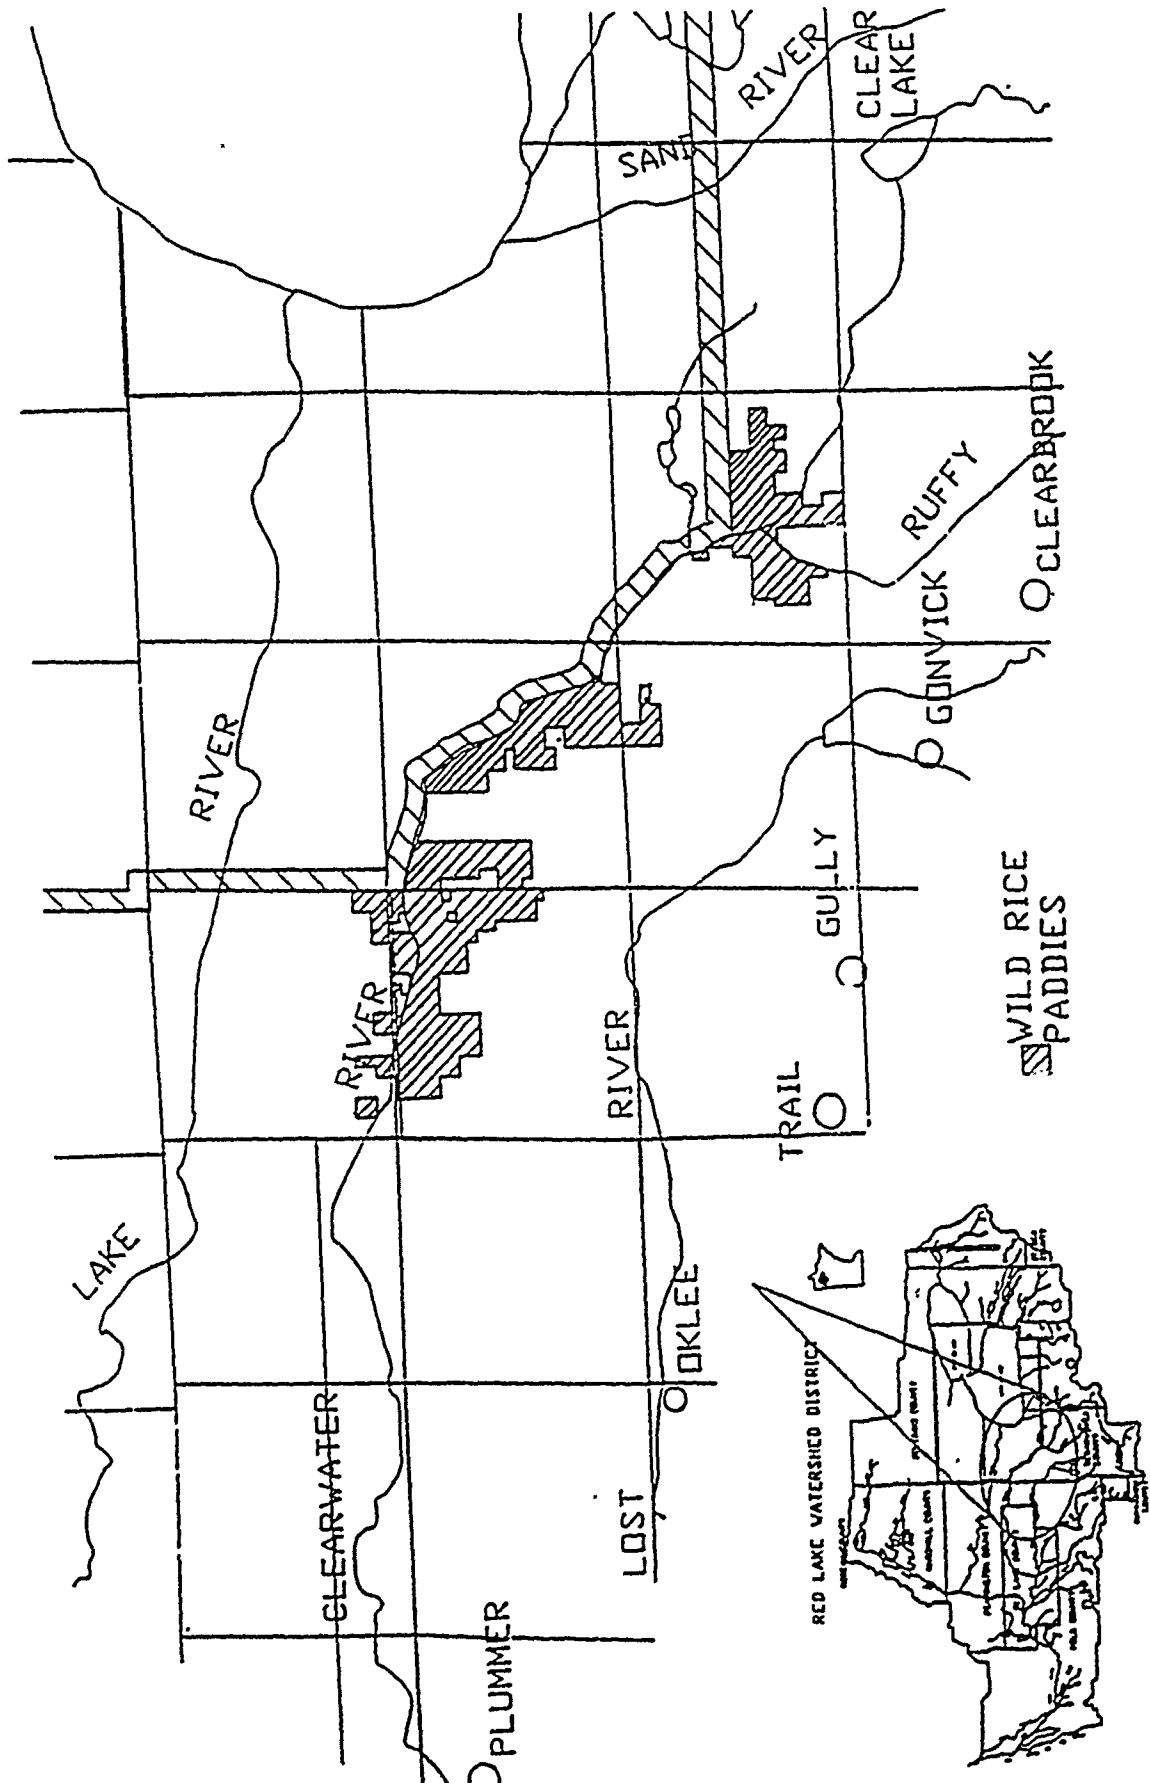 LAKE
RIVER
SAND
RIVER
CLEARWATER
RIVER
CLEAR
LAKE
PLUMMER
LOST
RIVER
RUFFY
OKLEE
TRAIL
GULLY
GONVICK
CLEARBROOK
RED LAKE WATERSHED DISTRICT
WILD RICE
PADDIES